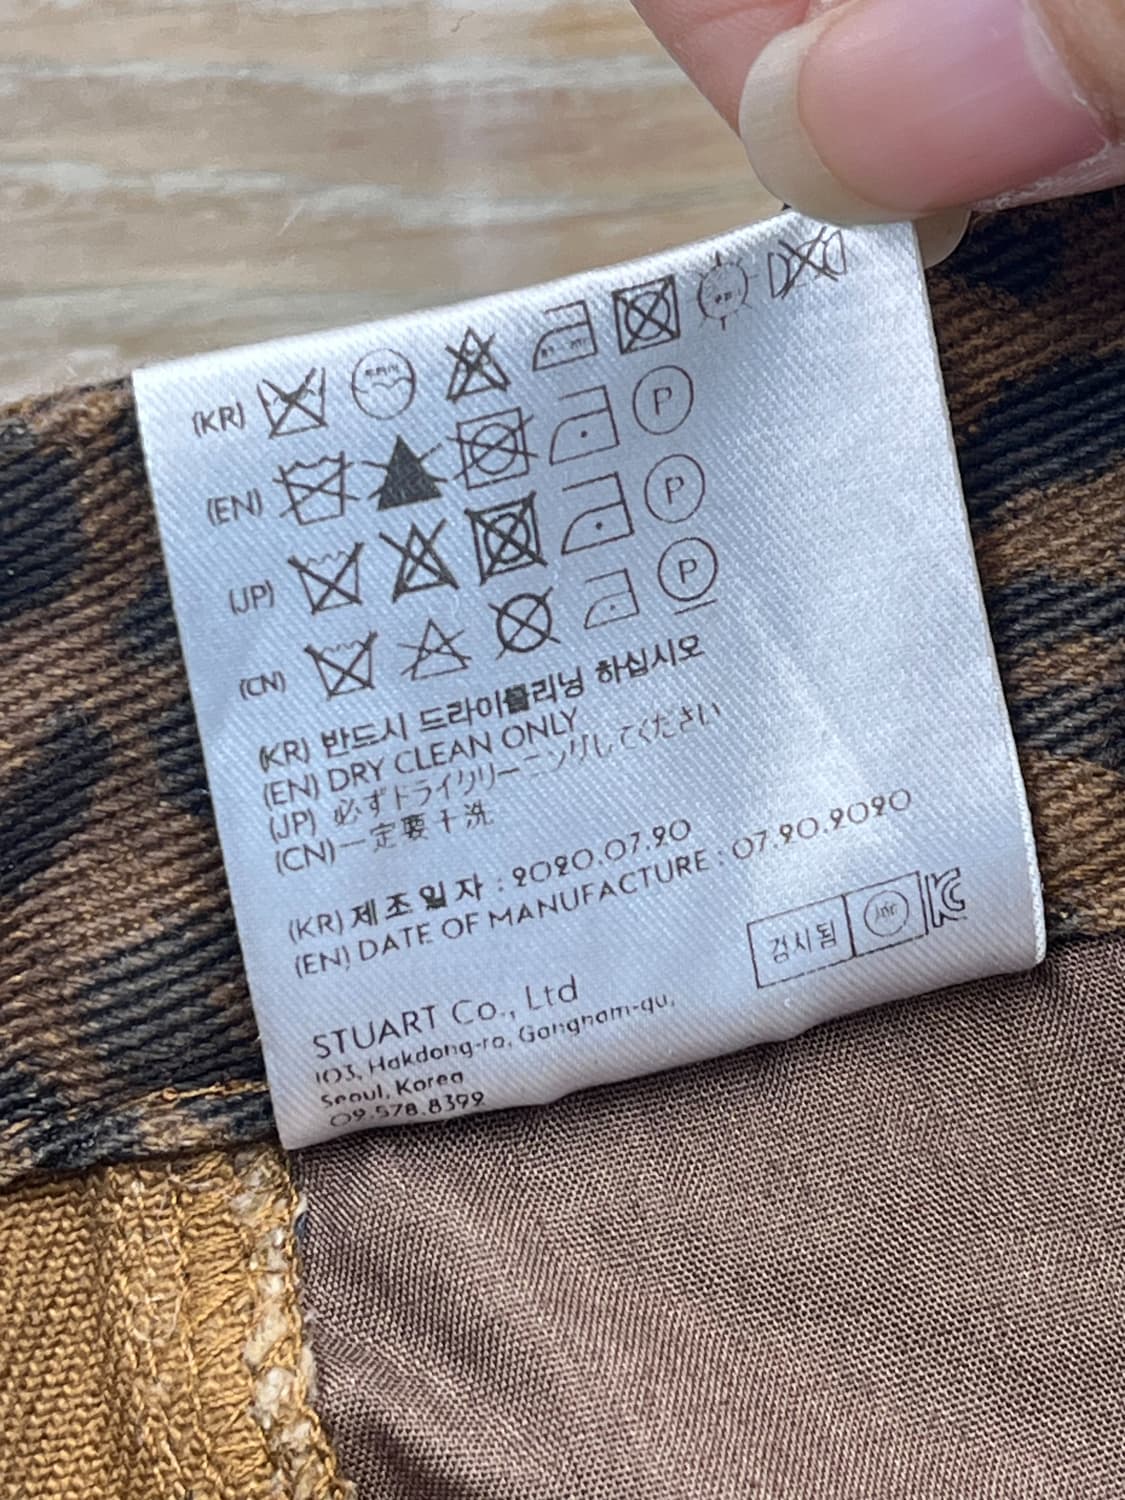 (KR)
(EN) P
(JP) P
(CN) P
(KR) 반드시 드라이클리닝 하십시오
(EN) DRY CLEAN ONLY
(JP) 必ずドライクリーニングしてください
(CN) 一定要干洗
(KR) 제조일자 : 2020.07.20
(EN) DATE OF MANUFACTURE : 07.20.2020
검시됨
STUART Co., Ltd
103, Hakdong-ro, Gangnam-gu,
Seoul, Korea
02.578.8392